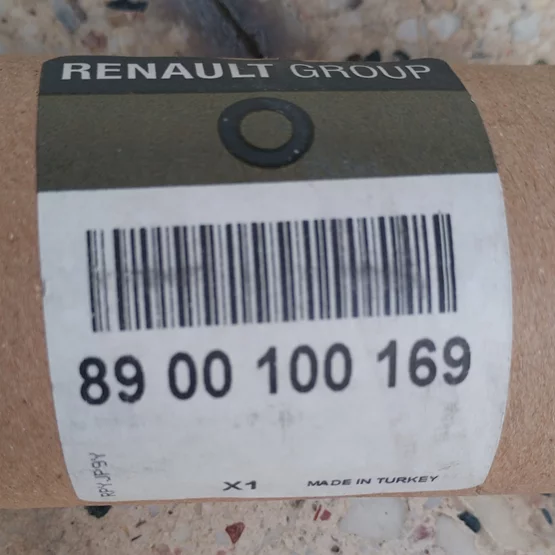 RENAULT GROUP
89 00 100 169
X1
MADE IN TURKEY